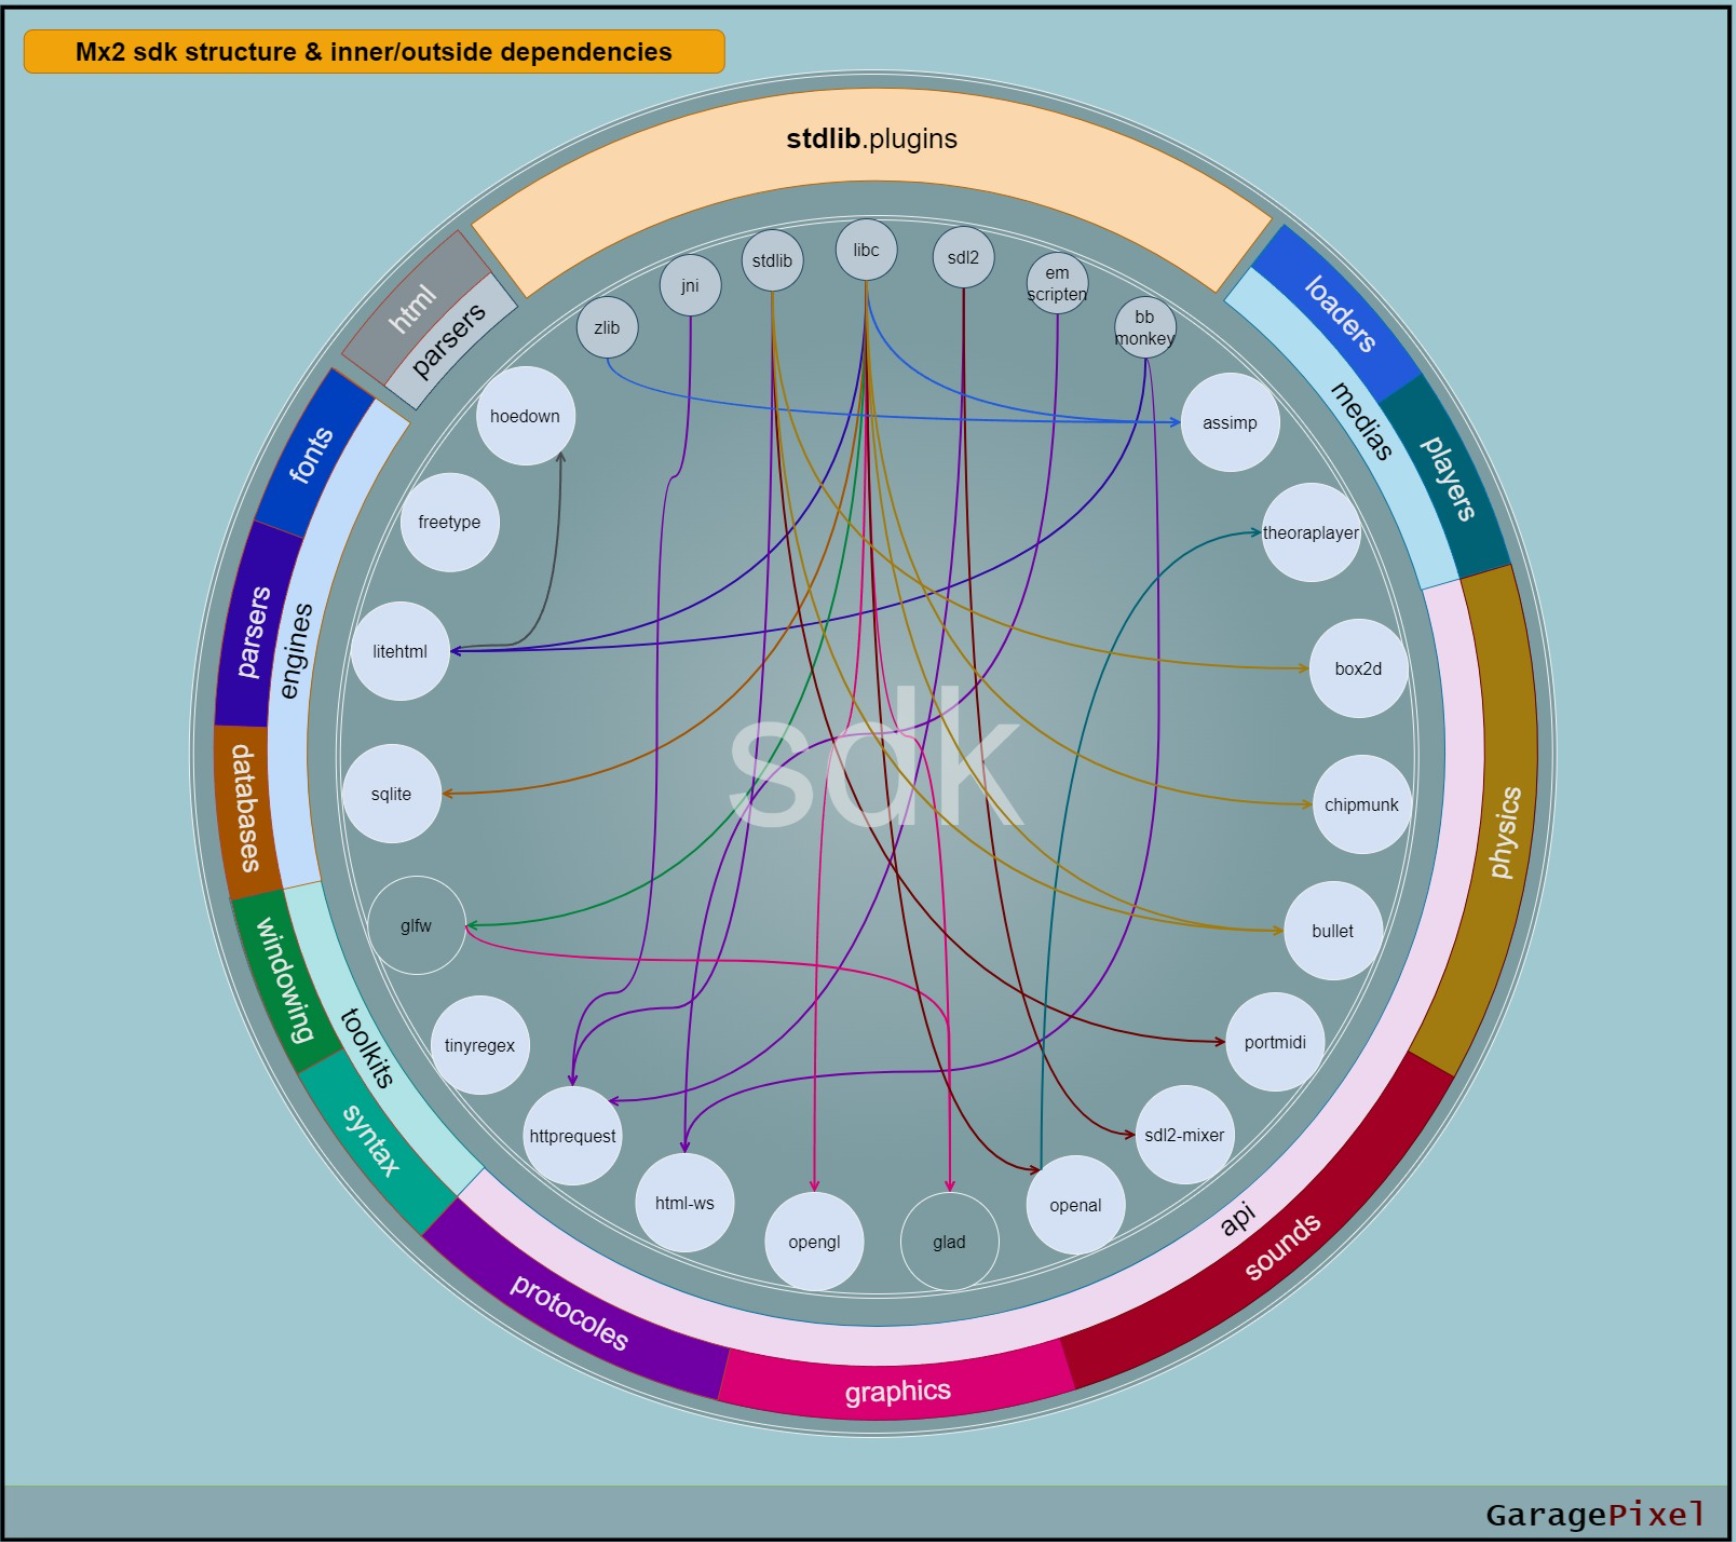 Mx2 sdk structure & inner/outside dependencies
stdlib.plugins
html
parsers
loaders
players
medias
fonts
parsers
databases
engines
windowing
syntax
toolkits
protocoles
graphics
sounds
physics
api
zlib
jni
stdlib
libc
sdl2
em
scripten
bb
monkey
hoedown
freetype
litehtml
sqlite
glfw
tinyregex
httprequest
html-ws
opengl
glad
openal
sdl2-mixer
portmidi
bullet
chipmunk
box2d
theoraplayer
assimp
sdk
GaragePixel